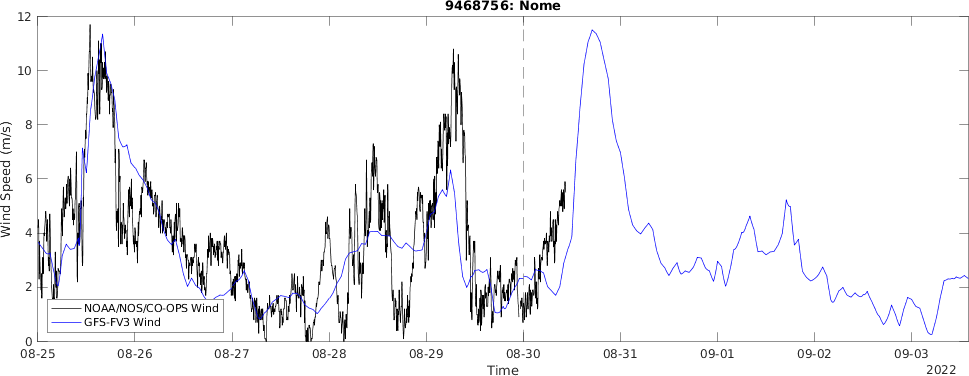 9468756: Nome
12
10
8
6
4
2
0
Wind Speed (m/s)
NOAA/NOS/CO-OPS Wind
GFS-FV3 Wind
08-25 08-26 08-27 08-28 08-29 08-30 08-31 09-01 09-02 09-03
Time
2022